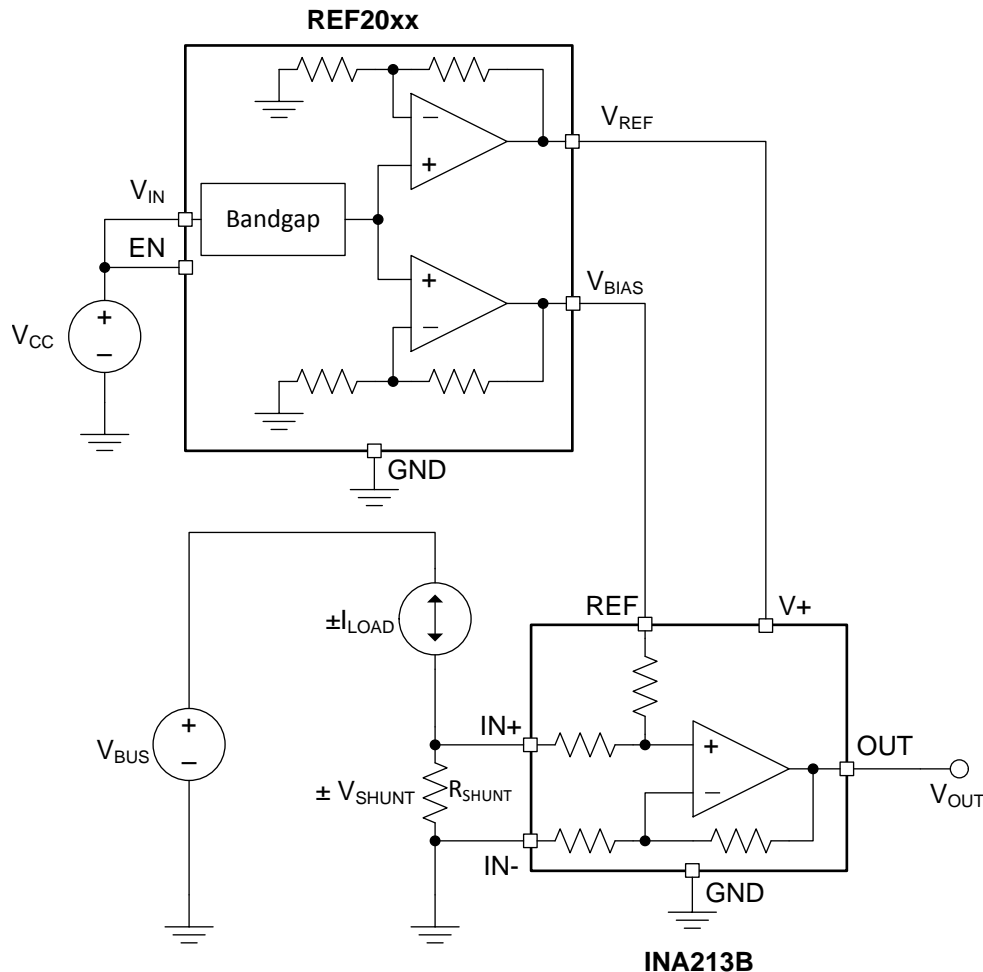 REF20xx
V_REF
V_IN
Bandgap
EN
V_BIAS
V_CC
+
−
−
+
+
−
GND
REF
V+
±I_LOAD
IN+
+
−
V_BUS
± V_SHUNT
R_SHUNT
+
−
OUT
V_OUT
IN-
GND
INA213B